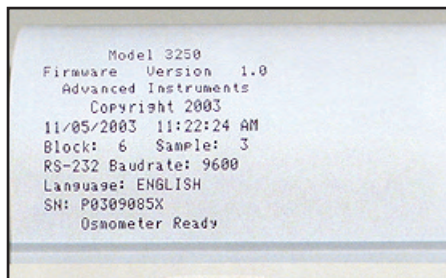 Model 3250
Firmware Version 1.0
Advanced Instruments
Copyright 2003
11/05/2003 11:22:24 AM
Block: 6 Sample: 3
RS-232 Baudrate: 9600
Language: ENGLISH
SN: P0309085X
Osmometer Ready